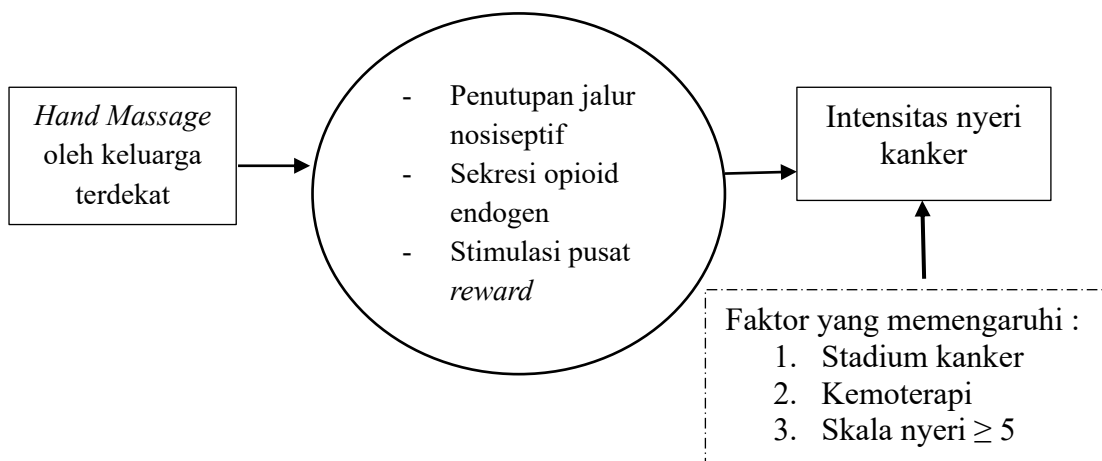 Hand Massage
oleh keluarga
terdekat
- Penutupan jalur
nosiseptif
- Sekresi opioid
endogen
- Stimulasi pusat
reward
Intensitas nyeri
kanker
Faktor yang memengaruhi :
1. Stadium kanker
2. Kemoterapi
3. Skala nyeri ≥ 5